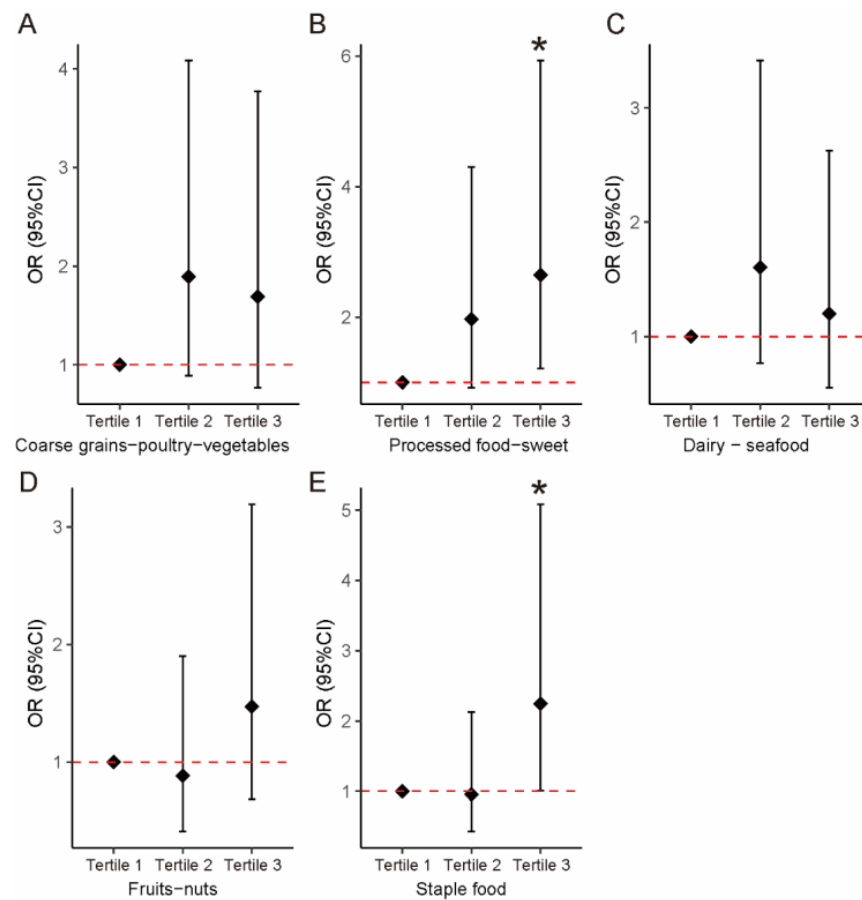 A
OR (95%CI)
4
3
2
1
Tertile 1 Tertile 2 Tertile 3
Coarse grains−poultry−vegetables
B
*
OR (95%CI)
6
4
2
Tertile 1 Tertile 2 Tertile 3
Processed food−sweet
C
OR (95%CI)
3
2
1
Tertile 1 Tertile 2 Tertile 3
Dairy − seafood
D
OR (95%CI)
3
2
1
Tertile 1 Tertile 2 Tertile 3
Fruits−nuts
E
*
OR (95%CI)
5
4
3
2
1
Tertile 1 Tertile 2 Tertile 3
Staple food